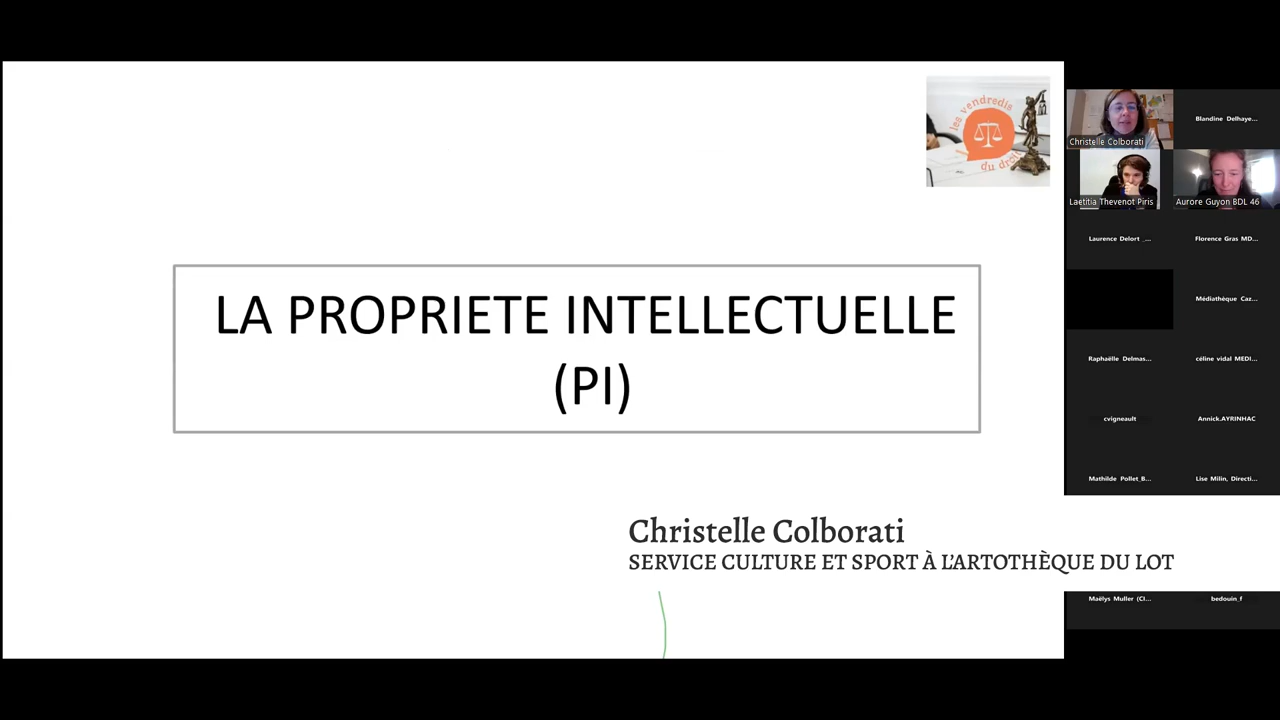 les vendredis
du droit
LA PROPRIETE INTELLECTUELLE
(PI)
Christelle Colborati
SERVICE CULTURE ET SPORT À L'ARTOTHÈQUE DU LOT
Christelle Colborati
Blandine Delhaye...
Laetitia Thevenot Piris
Aurore Guyon BDL 46
Laurence Delort _...
Florence Gras MD...
Médiathèque Caz...
Raphaëlle Delmas...
céline vidal MEDI...
cvigneault
Annick.AYRINHAC
Mathilde Pollet_B...
Lise Milin, Directi...
Maëlys Muller (CI...
bedouin_f